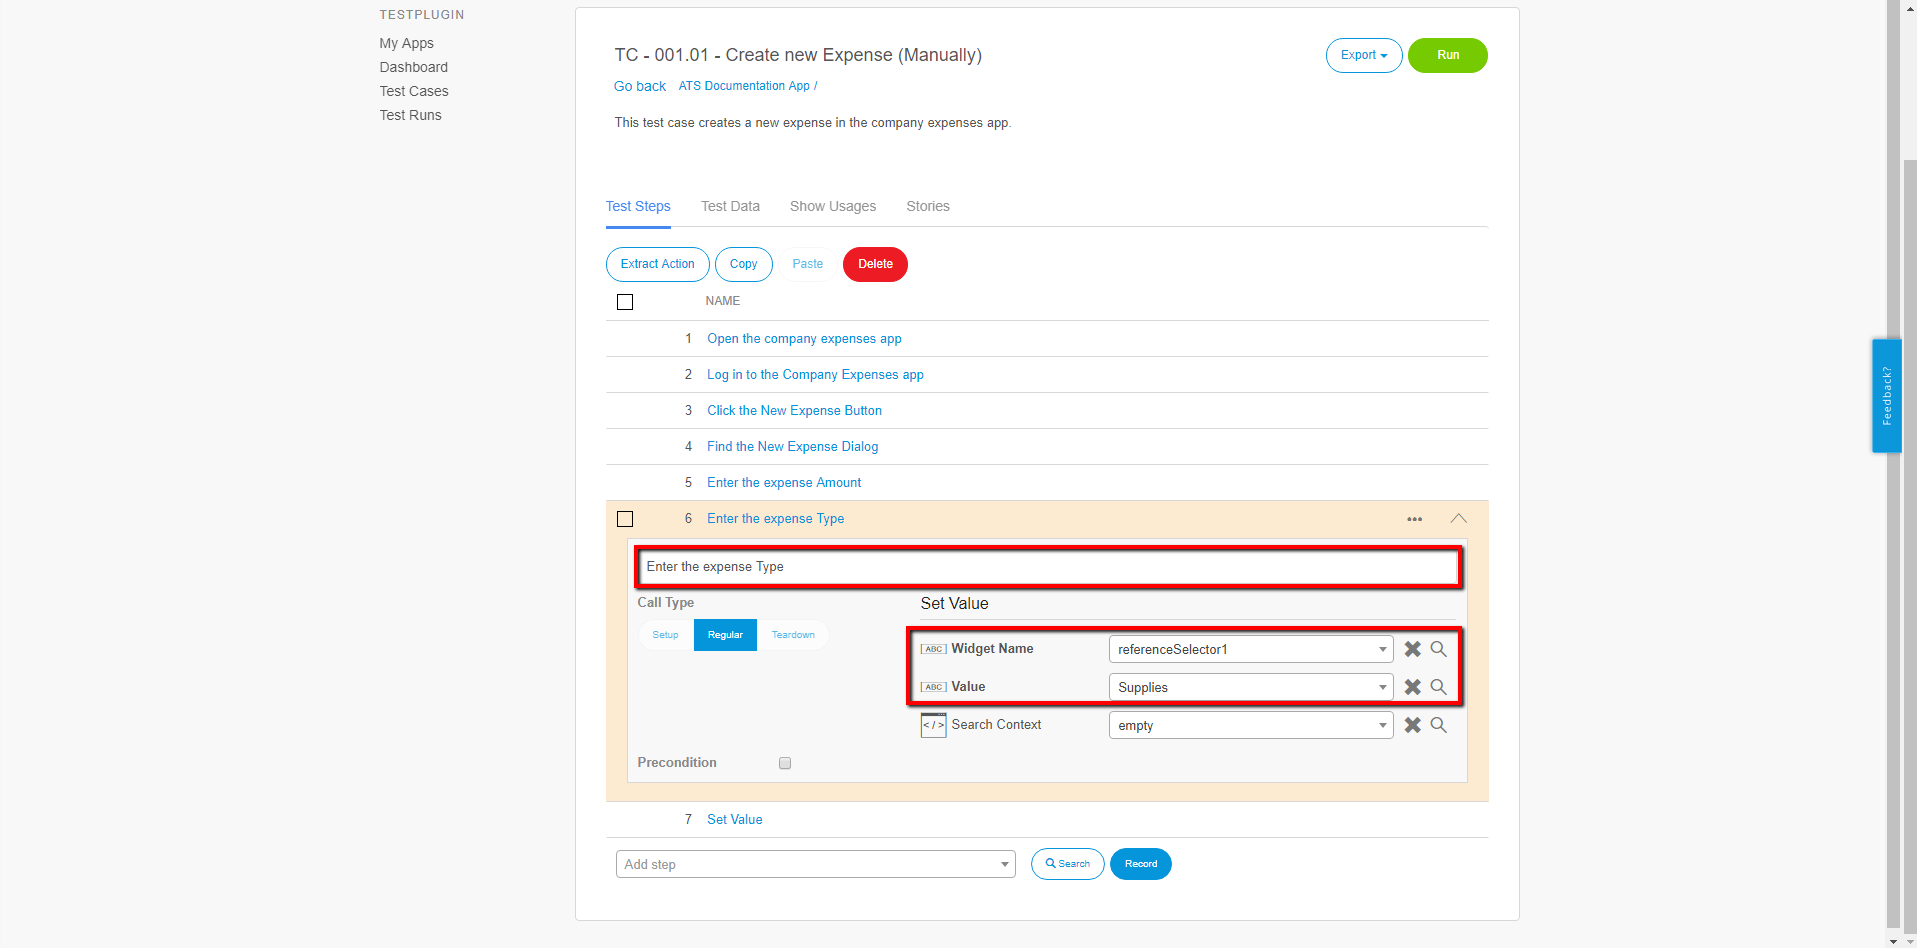 TESTPLUGIN
My Apps
Dashboard
Test Cases
Test Runs
TC - 001.01 - Create new Expense (Manually)
Export
Run
Go back ATS Documentation App /
This test case creates a new expense in the company expenses app.
Test Steps Test Data Show Usages Stories
Extract Action Copy Paste Delete
NAME
1 Open the company expenses app
2 Log in to the Company Expenses app
3 Click the New Expense Button
4 Find the New Expense Dialog
5 Enter the expense Amount
6 Enter the expense Type
Enter the expense Type
Call Type
Setup Regular Teardown
Set Value
ABC Widget Name referenceSelector1
ABC Value Supplies
</> Search Context empty
Precondition
7 Set Value
Add step Search Record
Feedback?